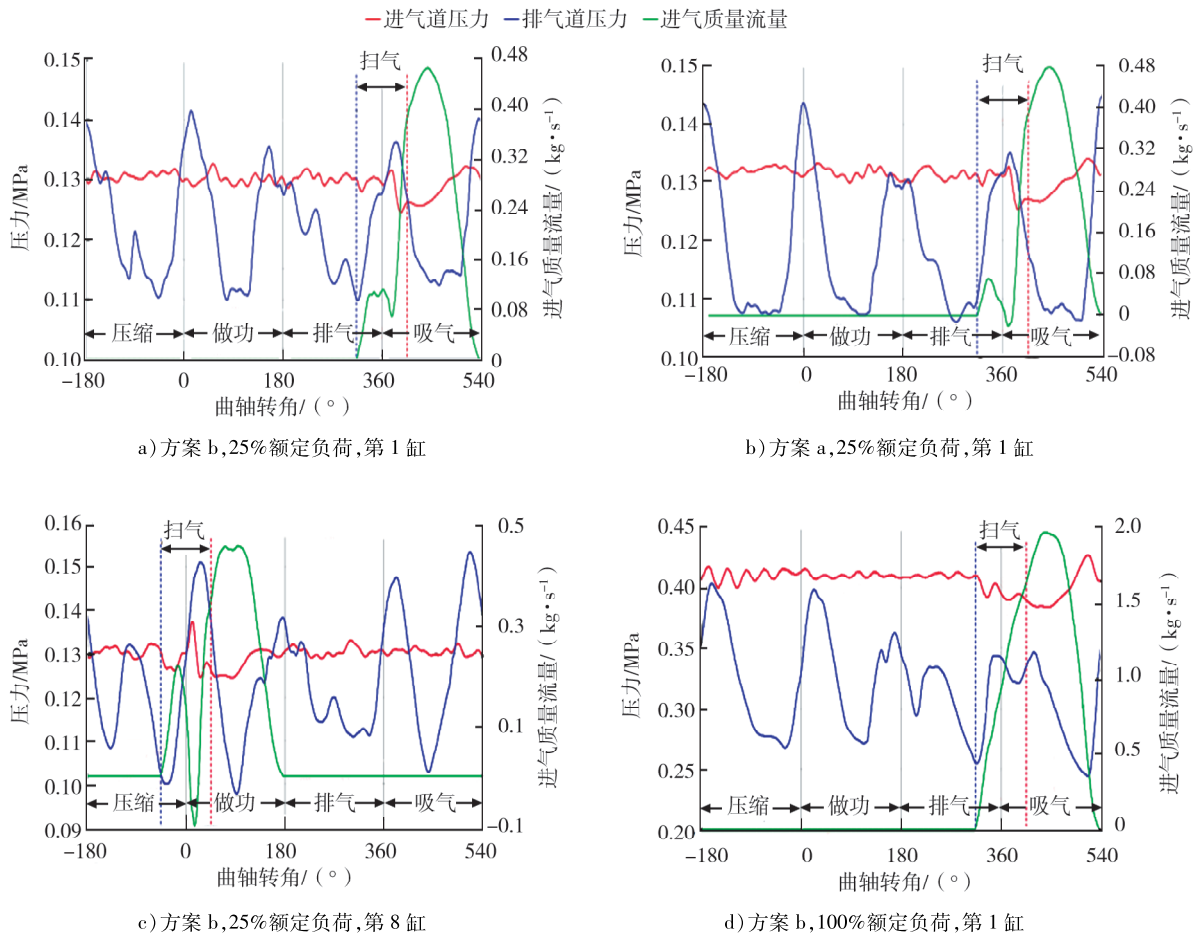 进气道压力 排气道压力 进气质量流量
0.15
0.14
0.13
0.12
0.11
0.10
压力/MPa
0.48
0.40
0.32
0.24
0.16
0.08
0
进气质量流量/（kg·s⁻¹）
扫气
压缩 做功 排气 吸气
−180 0 180 360 540
曲轴转角/（°）
a)方案 b,25%额定负荷,第 1 缸
0.15
0.14
0.13
0.12
0.11
0.10
压力/MPa
0.48
0.40
0.32
0.24
0.16
0.08
0
−0.08
进气质量流量/（kg·s⁻¹）
扫气
压缩 做功 排气 吸气
−180 0 180 360 540
曲轴转角/（°）
b)方案 a,25%额定负荷,第 1 缸
0.16
0.15
0.14
0.13
0.12
0.11
0.10
0.09
压力/MPa
0.5
0.3
0.1
−0.1
进气质量流量/（kg·s⁻¹）
扫气
压缩 做功 排气 吸气
−180 0 180 360 540
曲轴转角/（°）
c)方案 b,25%额定负荷,第 8 缸
0.45
0.40
0.35
0.30
0.25
0.20
压力/MPa
2.0
1.5
1.0
0.5
0
进气质量流量/（kg·s⁻¹）
扫气
压缩 做功 排气 吸气
−180 0 180 360 540
曲轴转角/（°）
d)方案 b,100%额定负荷,第 1 缸